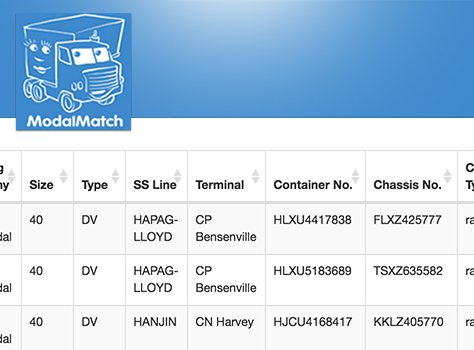 ModalMatch
g
ny Size Type SS Line Terminal Container No. Chassis No. C
Ty
40 DV HAPAG- CP HLXU4417838 FLXZ425777 ra
dal LLOYD Bensenville
40 DV HAPAG- CP HLXU5183689 TSXZ635582 ra
dal LLOYD Bensenville
40 DV HANJIN CN Harvey HJCU4168417 KKLZ405770 ra
dal